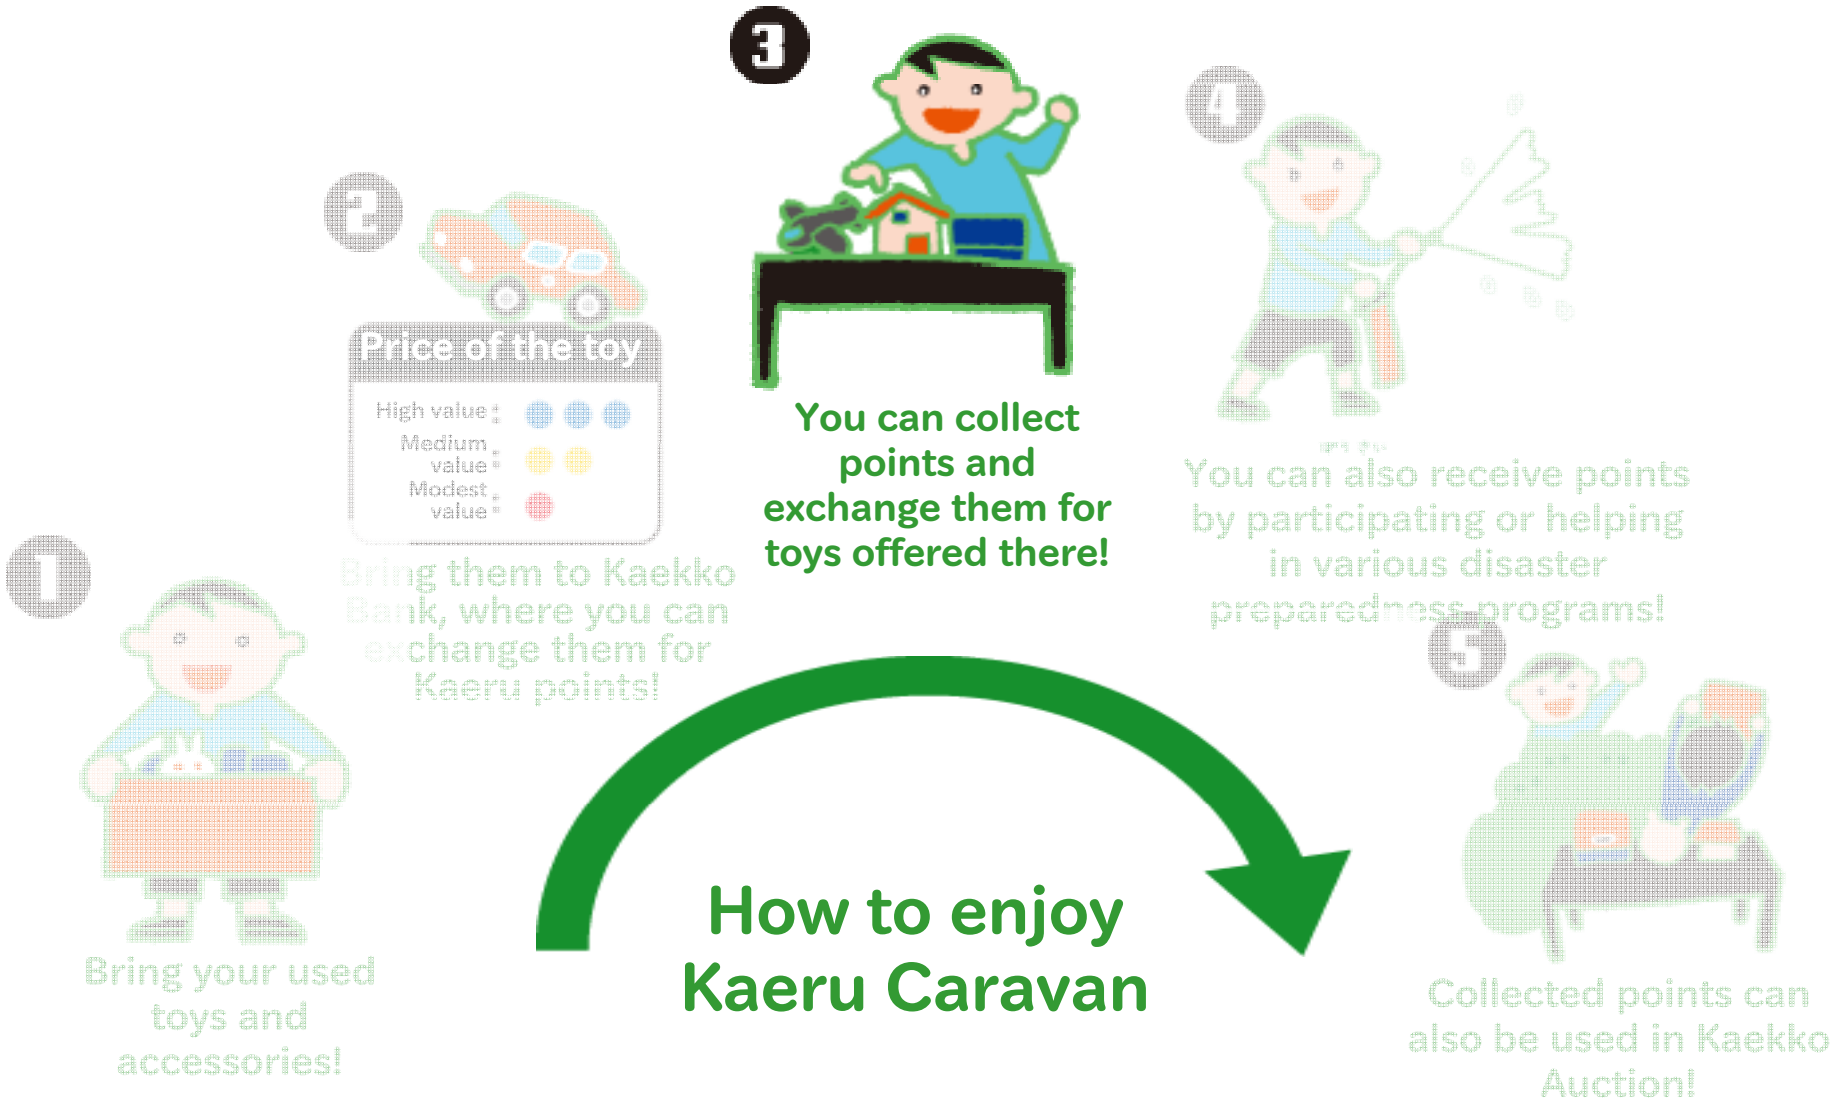 1
Bring your used
toys and
accessories!
2
Price of the toy
High value:
Medium
value:
Modest
value:
Bring them to Kaekko
Bank, where you can
exchange them for
Kaeru points!
3
You can collect
points and
exchange them for
toys offered there!
4
You can also receive points
by participating or helping
in various disaster
preparedness programs!
5
Collected points can
also be used in Kaekko
Auction!
How to enjoy
Kaeru Caravan